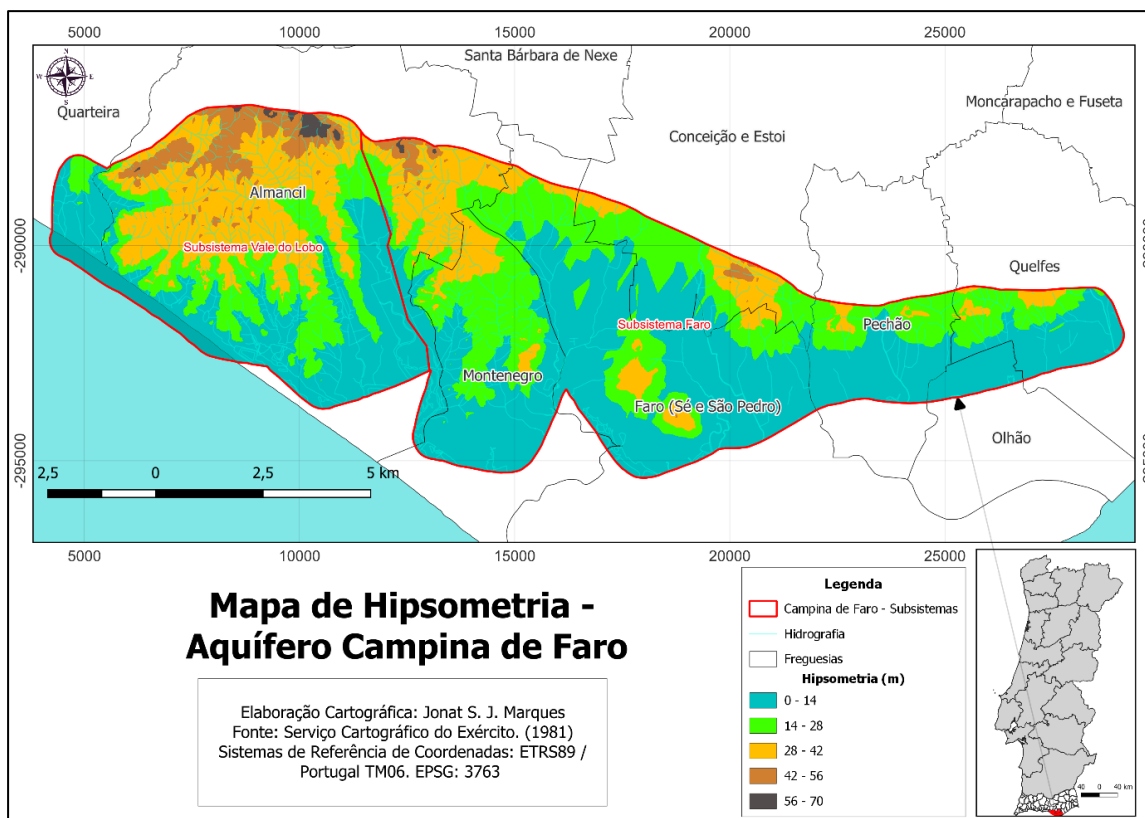 5000 10000 15000 20000 25000
N
W E
S
Santa Bárbara de Nexe
Quarteira
Moncarapacho e Fuseta
Conceição e Estoi
Almancil
-290000
Subsistema Vale do Lobo
Quelfes
Subsistema Faro
Pechão
Montenegro
Faro (Sé e São Pedro)
Olhão
-295000
2,5 0 2,5 5 km
5000 10000 15000 20000 25000
Mapa de Hipsometria -
Aquífero Campina de Faro
Elaboração Cartográfica: Jonat S. J. Marques
Fonte: Serviço Cartográfico do Exército. (1981)
Sistemas de Referência de Coordenadas: ETRS89 /
Portugal TM06. EPSG: 3763
Legenda
Campina de Faro - Subsistemas
Hidrografia
Freguesias
Hipsometria (m)
0 - 14
14 - 28
28 - 42
42 - 56
56 - 70
40 0 40 km